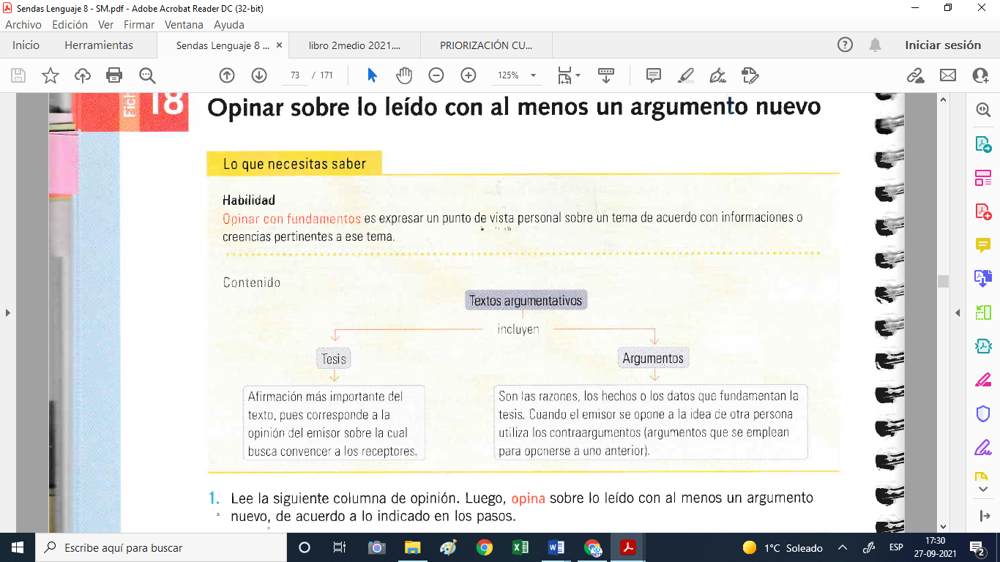 Sendas Lenguaje 8 - SM.pdf - Adobe Acrobat Reader DC (32-bit)
Archivo Edición Ver Firmar Ventana Ayuda
Inicio Herramientas Sendas Lenguaje 8 ... × libro 2medio 2021.... PRIORIZACIÓN CU... Iniciar sesión
73 / 171 125%
18
Opinar sobre lo leído con al menos un argumento nuevo
Lo que necesitas saber
Habilidad
Opinar con fundamentos es expresar un punto de vista personal sobre un tema de acuerdo con informaciones o
creencias pertinentes a ese tema.
Contenido
Textos argumentativos
incluyen
Tesis
Argumentos
Afirmación más importante del
texto, pues corresponde a la
opinión del emisor sobre la cual
busca convencer a los receptores.
Son las razones, los hechos o los datos que fundamentan la
tesis. Cuando el emisor se opone a la idea de otra persona
utiliza los contraargumentos (argumentos que se emplean
para oponerse a uno anterior).
1. Lee la siguiente columna de opinión. Luego, opina sobre lo leído con al menos un argumento
nuevo, de acuerdo a lo indicado en los pasos.
Escribe aquí para buscar
1°C Soleado
ESP
17:30
27-09-2021
2